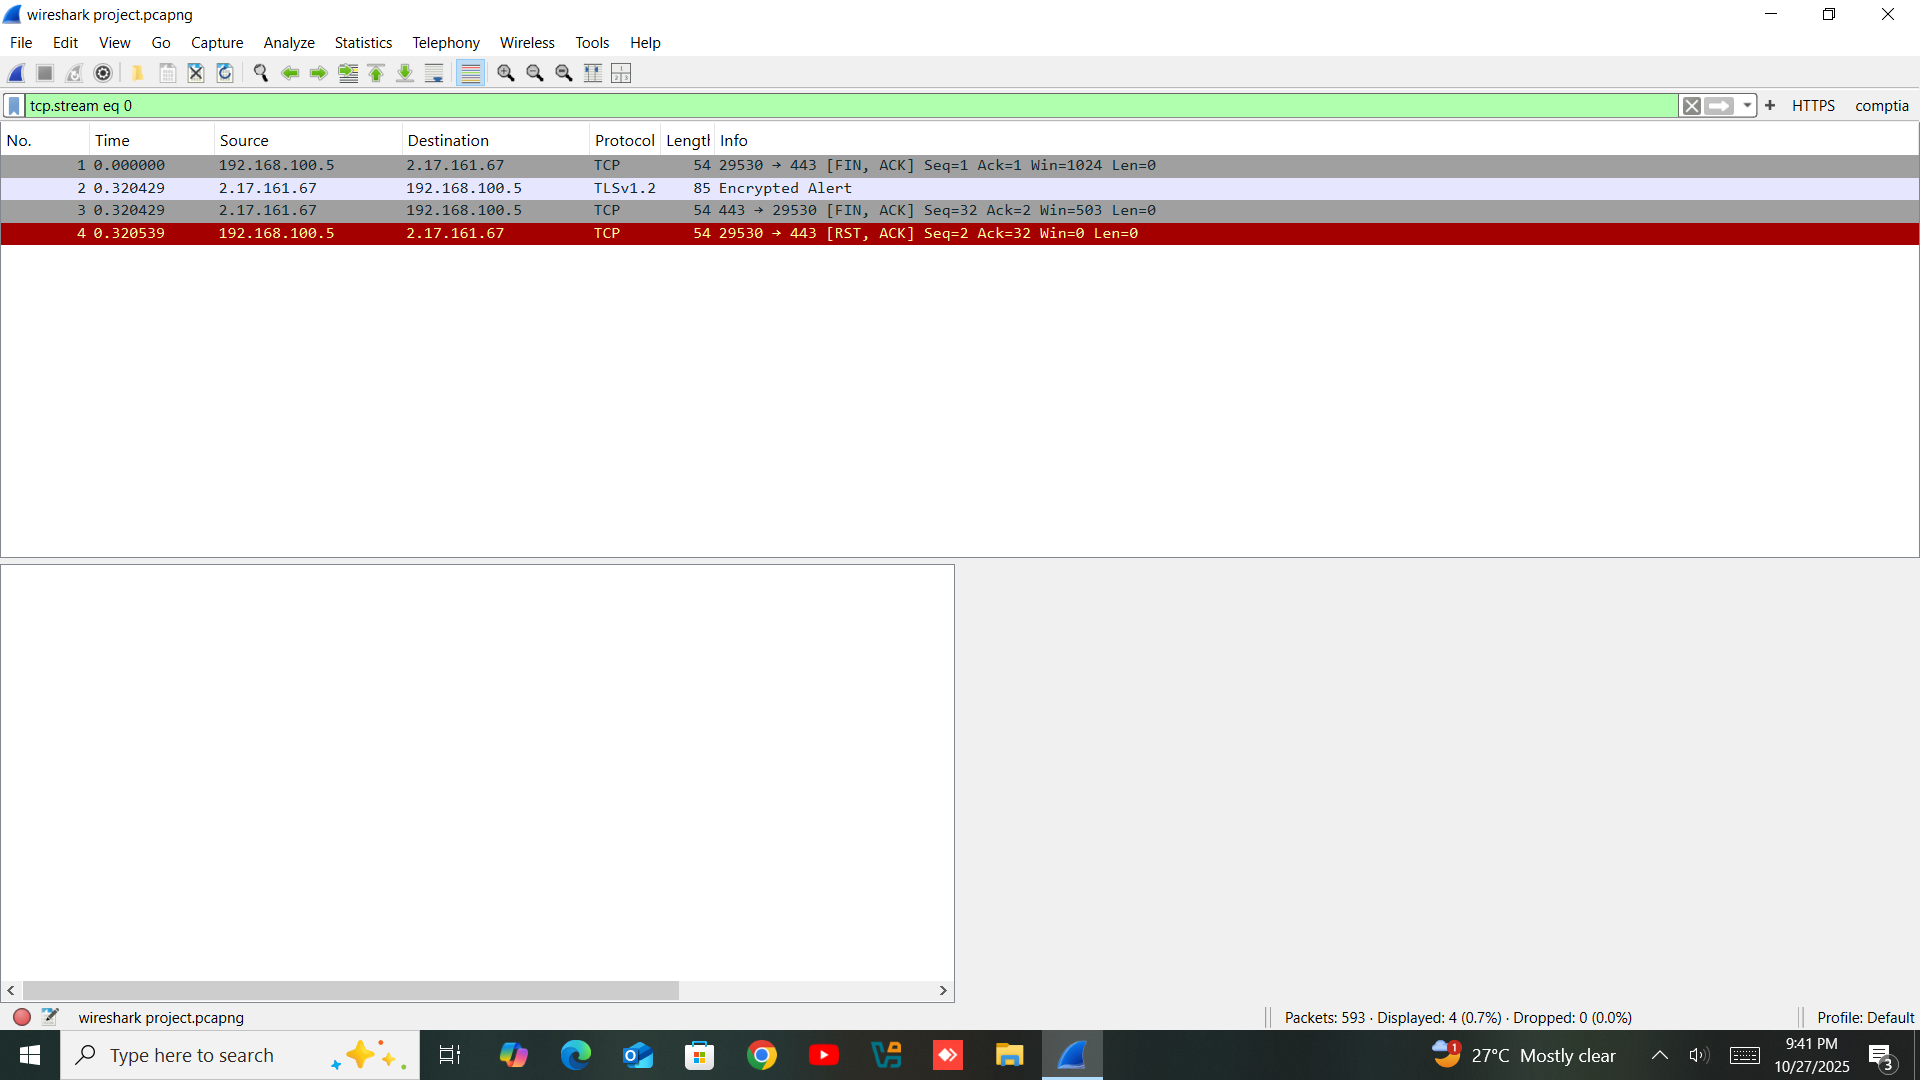 wireshark project.pcapng
File Edit View Go Capture Analyze Statistics Telephony Wireless Tools Help
tcp.stream eq 0
HTTPS comptia
No. Time Source Destination Protocol Lengtl Info
1 0.000000 192.168.100.5 2.17.161.67 TCP 54 29530 → 443 [FIN, ACK] Seq=1 Ack=1 Win=1024 Len=0
2 0.320429 2.17.161.67 192.168.100.5 TLSv1.2 85 Encrypted Alert
3 0.320429 2.17.161.67 192.168.100.5 TCP 54 443 → 29530 [FIN, ACK] Seq=32 Ack=2 Win=503 Len=0
4 0.320539 192.168.100.5 2.17.161.67 TCP 54 29530 → 443 [RST, ACK] Seq=2 Ack=32 Win=0 Len=0
wireshark project.pcapng
Packets: 593 · Displayed: 4 (0.7%) · Dropped: 0 (0.0%)
Profile: Default
Type here to search
1
27°C Mostly clear
9:41 PM
10/27/2025
3